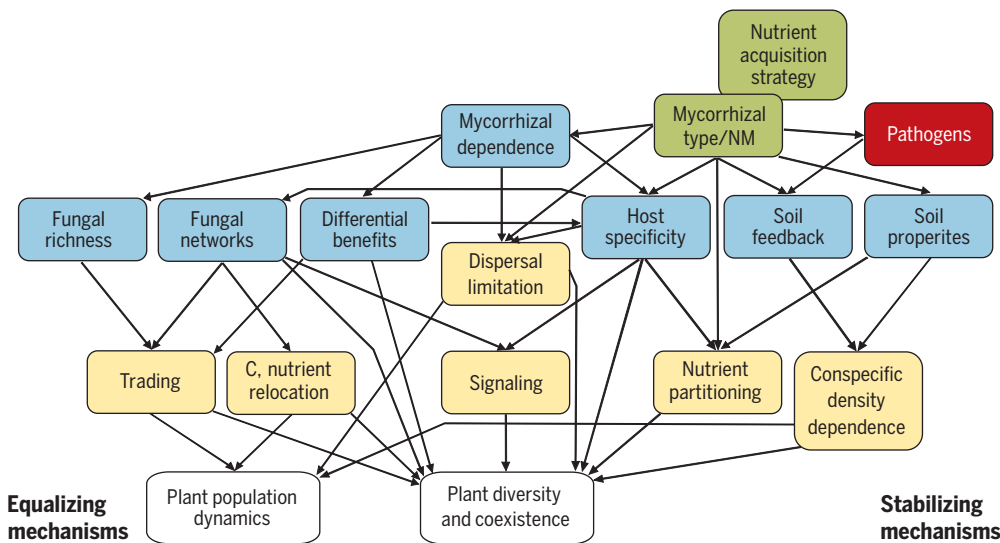 Nutrient
acquisition
strategy
Mycorrhizal
dependence
Mycorrhizal
type/NM
Pathogens
Fungal
richness
Fungal
networks
Differential
benefits
Host
specificity
Soil
feedback
Soil
properites
Dispersal
limitation
Trading
C, nutrient
relocation
Signaling
Nutrient
partitioning
Conspecific
density
dependence
Equalizing
mechanisms
Plant population
dynamics
Plant diversity
and coexistence
Stabilizing
mechanisms